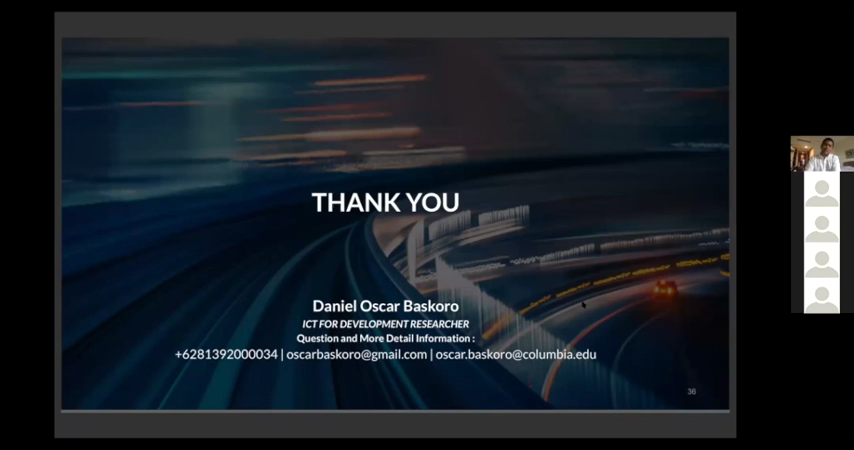 THANK YOU
Daniel Oscar Baskoro
ICT FOR DEVELOPMENT RESEARCHER
Question and More Detail Information :
+6281392000034 | oscarbaskoro@gmail.com | oscar.baskoro@columbia.edu
36